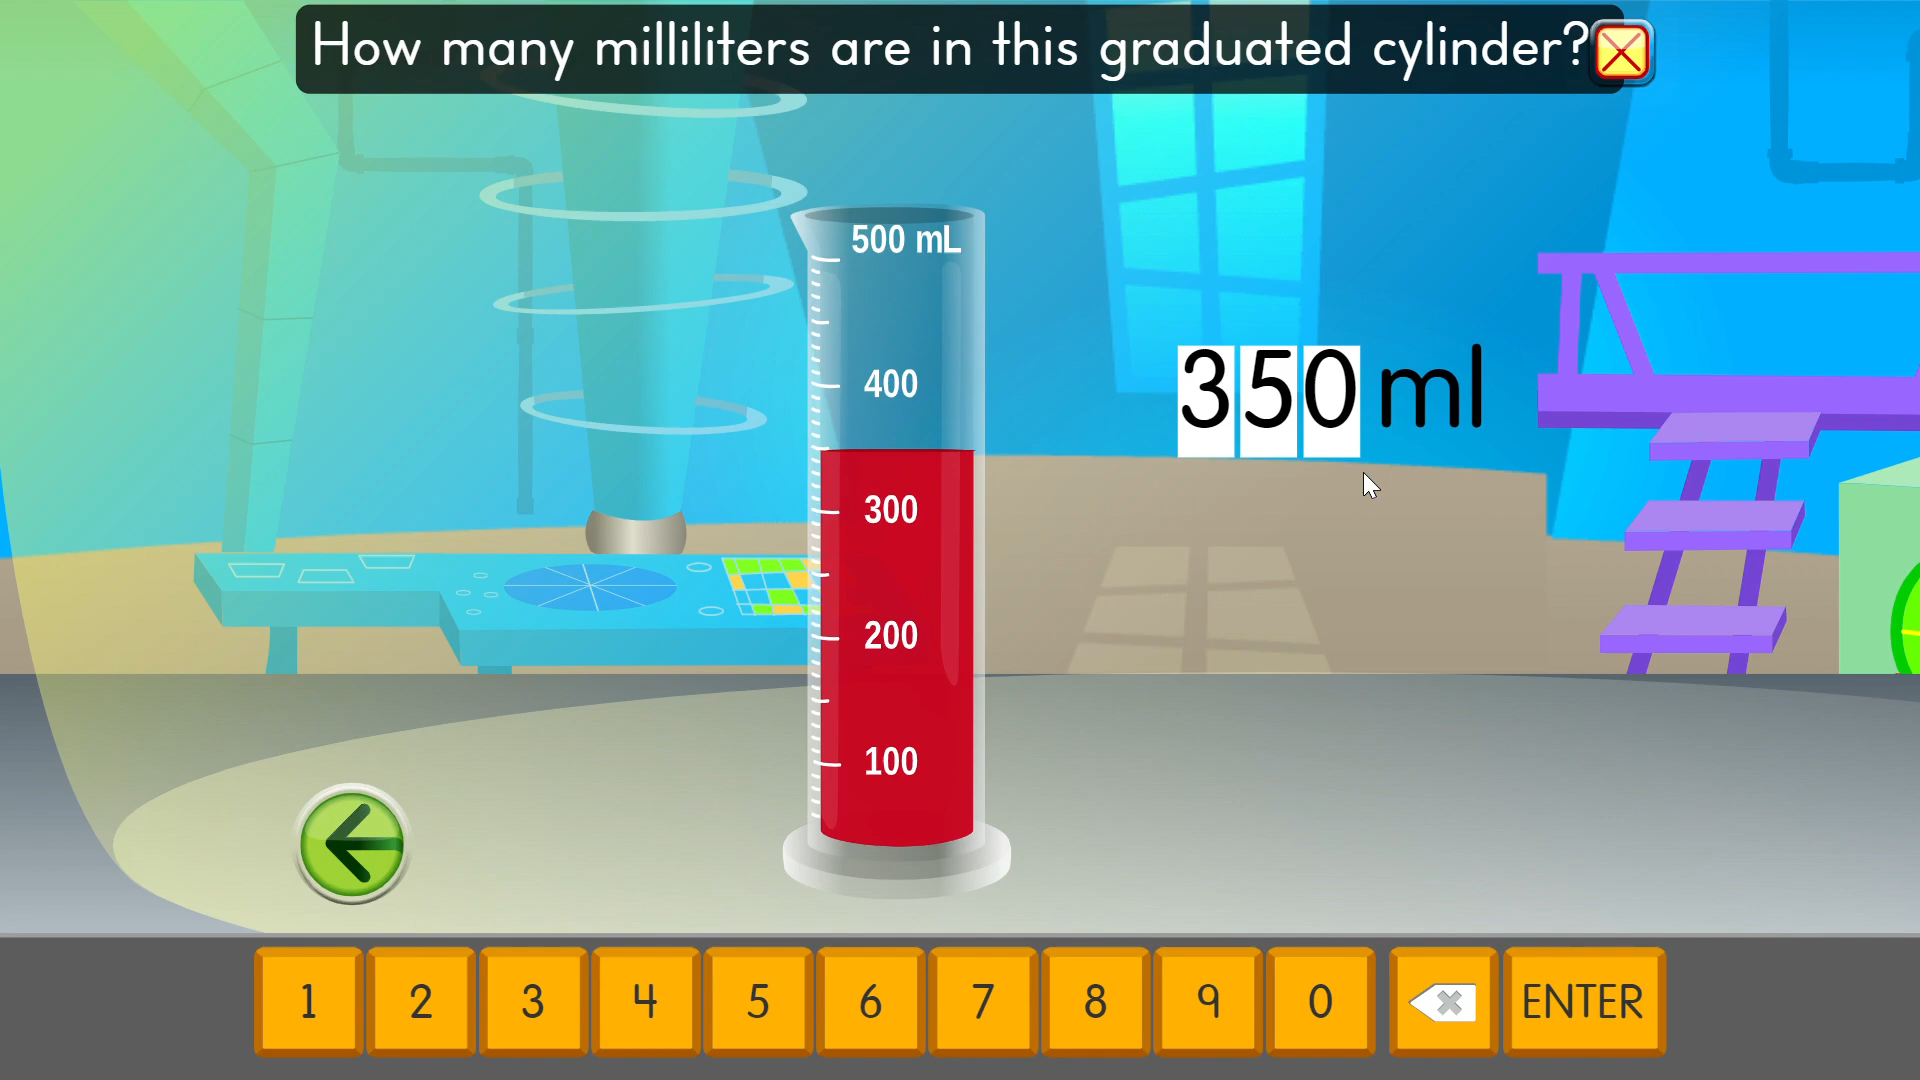 How many milliliters are in this graduated cylinder?
500 mL
400
350 ml
300
200
100
1 2 3 4 5 6 7 8 9 0 ENTER